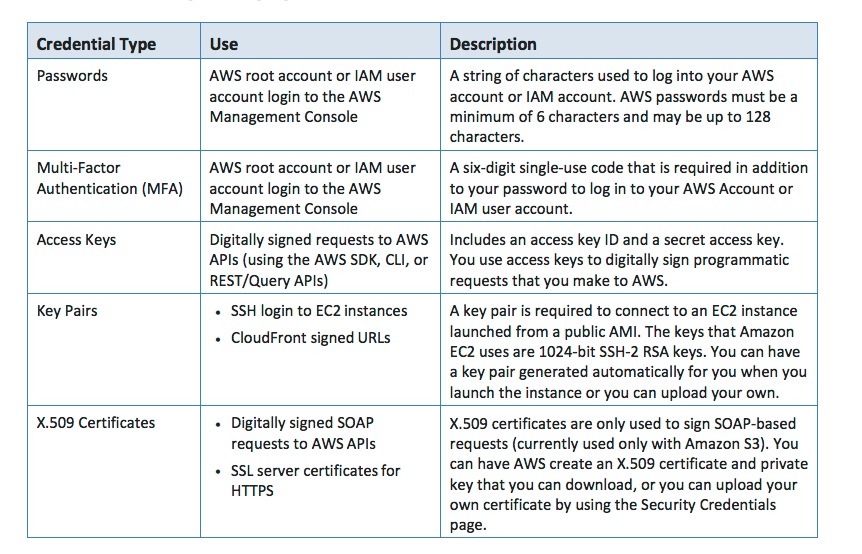 Credential Type
Use
Description
Passwords
AWS root account or IAM user
account login to the AWS
Management Console
A string of characters used to log into your AWS
account or IAM account. AWS passwords must be a
minimum of 6 characters and may be up to 128
characters.
Multi-Factor
Authentication (MFA)
AWS root account or IAM user
account login to the AWS
Management Console
A six-digit single-use code that is required in addition
to your password to log in to your AWS Account or
IAM user account.
Access Keys
Digitally signed requests to AWS
APIs (using the AWS SDK, CLI, or
REST/Query APIs)
Includes an access key ID and a secret access key.
You use access keys to digitally sign programmatic
requests that you make to AWS.
Key Pairs
• SSH login to EC2 instances
• CloudFront signed URLs
A key pair is required to connect to an EC2 instance
launched from a public AMI. The keys that Amazon
EC2 uses are 1024-bit SSH-2 RSA keys. You can have
a key pair generated automatically for you when you
launch the instance or you can upload your own.
X.509 Certificates
• Digitally signed SOAP
requests to AWS APIs
• SSL server certificates for
HTTPS
X.509 certificates are only used to sign SOAP-based
requests (currently used only with Amazon S3). You
can have AWS create an X.509 certificate and private
key that you can download, or you can upload your
own certificate by using the Security Credentials
page.